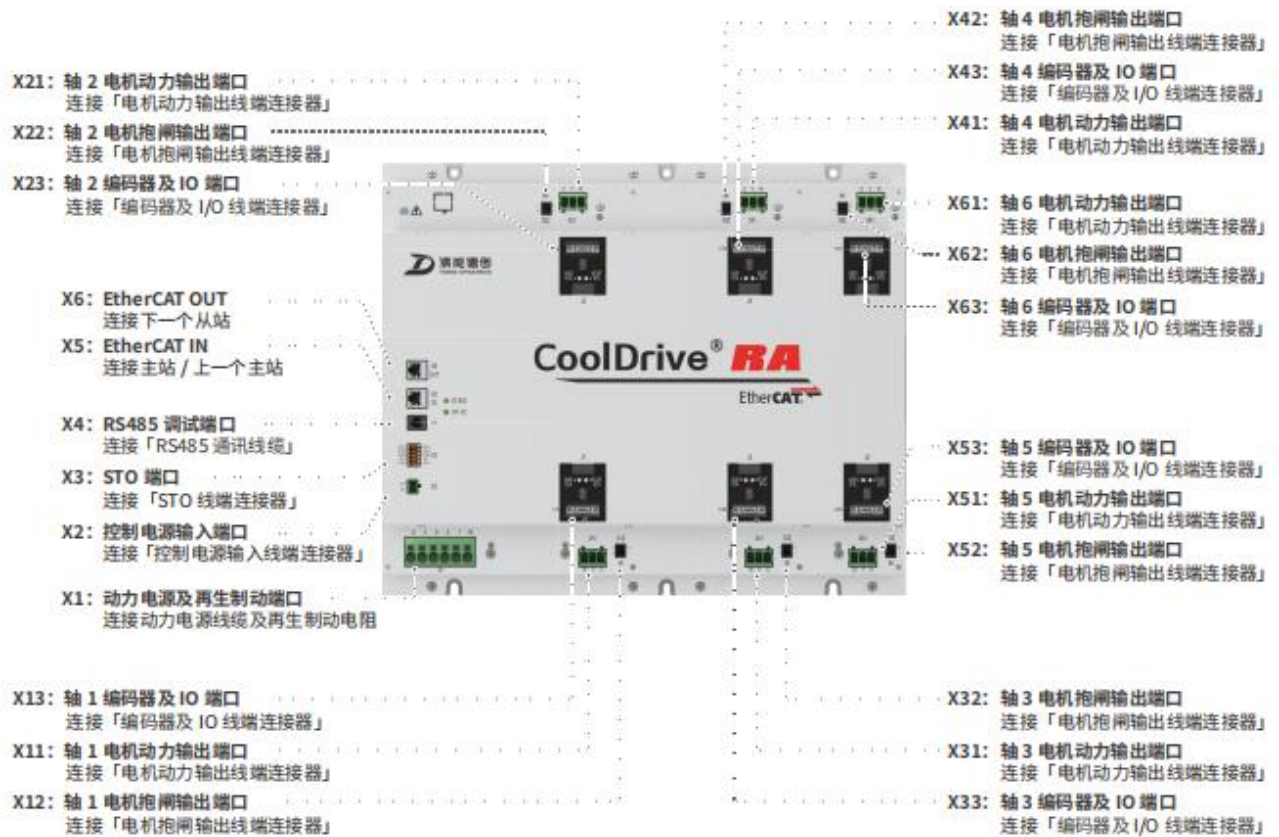 X21：轴 2 电机动力输出端口
连接「电机动力输出线端连接器」
X22：轴 2 电机抱闸输出端口
连接「电机抱闸输出线端连接器」
X23：轴 2 编码器及 IO 端口
连接「编码器及 I/O 线端连接器」
X6：EtherCAT OUT
连接下一个从站
X5：EtherCAT IN
连接主站 / 上一个主站
X4：RS485 调试端口
连接「RS485 通讯线缆」
X3：STO 端口
连接「STO 线端连接器」
X2：控制电源输入端口
连接「控制电源输入线端连接器」
X1：动力电源及再生制动端口
连接动力电源线缆及再生制动电阻
X13：轴 1 编码器及 IO 端口
连接「编码器及 IO 线端连接器」
X11：轴 1 电机动力输出端口
连接「电机动力输出线端连接器」
X12：轴 1 电机抱闸输出端口
连接「电机抱闸输出线端连接器」
CoolDrive® RA
EtherCAT
X42：轴 4 电机抱闸输出端口
连接「电机抱闸输出线端连接器」
X43：轴 4 编码器及 IO 端口
连接「编码器及 I/O 线端连接器」
X41：轴 4 电机动力输出端口
连接「电机动力输出线端连接器」
X61：轴 6 电机动力输出端口
连接「电机动力输出线端连接器」
X62：轴 6 电机抱闸输出端口
连接「电机抱闸输出线端连接器」
X63：轴 6 编码器及 IO 端口
连接「编码器及 I/O 线端连接器」
X53：轴 5 编码器及 IO 端口
连接「编码器及 I/O 线端连接器」
X51：轴 5 电机动力输出端口
连接「电机动力输出线端连接器」
X52：轴 5 电机抱闸输出端口
连接「电机抱闸输出线端连接器」
X32：轴 3 电机抱闸输出端口
连接「电机抱闸输出线端连接器」
X31：轴 3 电机动力输出端口
连接「电机动力输出线端连接器」
X33：轴 3 编码器及 IO 端口
连接「编码器及 I/O 线端连接器」